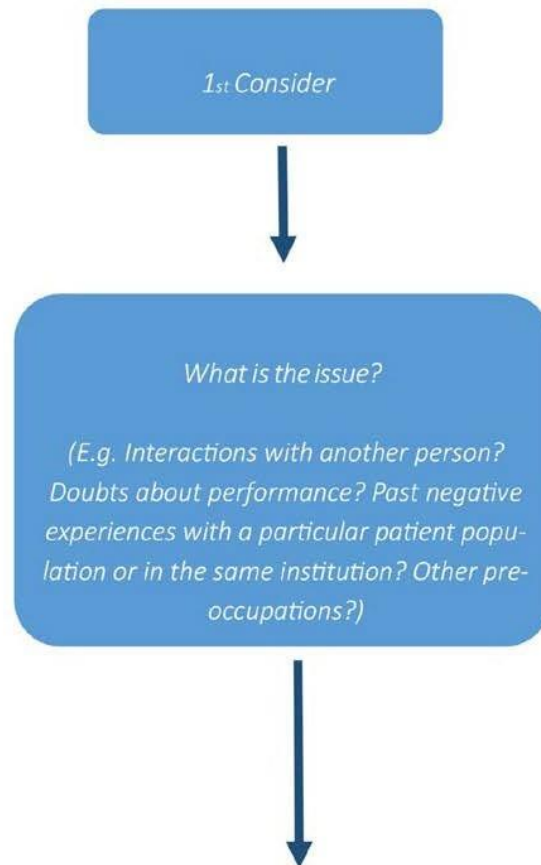 1st Consider
What is the issue?
(E.g. Interactions with another person?
Doubts about performance? Past negative
experiences with a particular patient popu-
lation or in the same institution? Other pre-
occupations?)